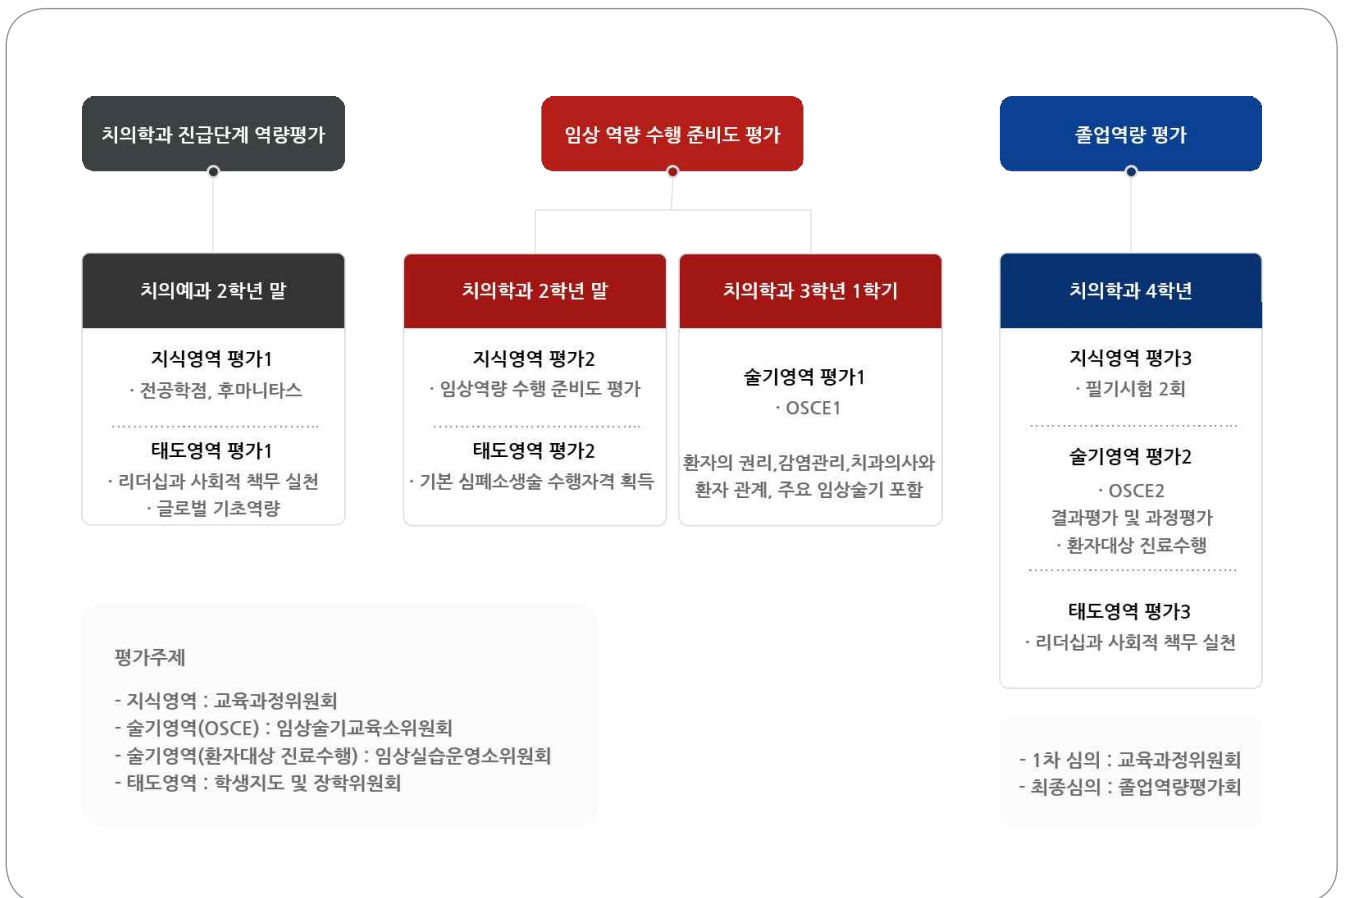 치의학과 진급단계 역량평가
임상 역량 수행 준비도 평가
졸업역량 평가
치의예과 2학년 말
지식영역 평가1
· 전공학점, 후마니타스
태도영역 평가1
· 리더십과 사회적 책무 실천
· 글로벌 기초역량
치의학과 2학년 말
지식영역 평가2
· 임상역량 수행 준비도 평가
태도영역 평가2
· 기본 심폐소생술 수행자격 획득
치의학과 3학년 1학기
술기영역 평가1
· OSCE1
환자의 권리,감염관리,치과의사와
환자 관계, 주요 임상술기 포함
치의학과 4학년
지식영역 평가3
· 필기시험 2회
술기영역 평가2
· OSCE2
결과평가 및 과정평가
· 환자대상 진료수행
태도영역 평가3
· 리더십과 사회적 책무 실천
평가주제
- 지식영역 : 교육과정위원회
- 술기영역(OSCE) : 임상술기교육소위원회
- 술기영역(환자대상 진료수행) : 임상실습운영소위원회
- 태도영역 : 학생지도 및 장학위원회
- 1차 심의 : 교육과정위원회
- 최종심의 : 졸업역량평가회